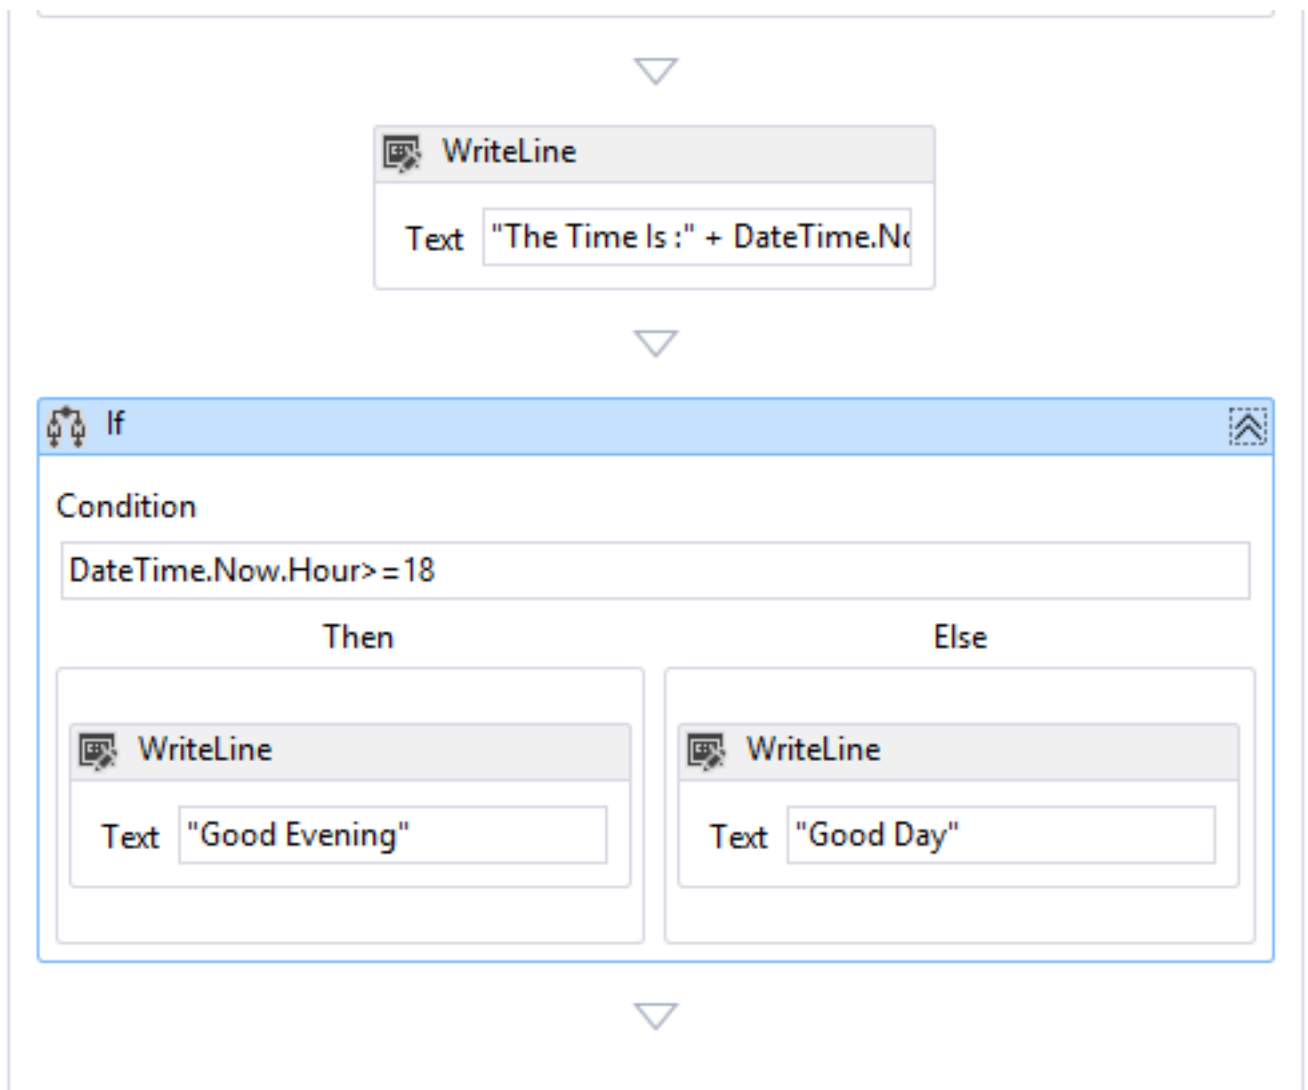 WriteLine
Text "The Time Is :" + DateTime.No
If
Condition
DateTime.Now.Hour>=18
Then Else
WriteLine WriteLine
Text "Good Evening" Text "Good Day"